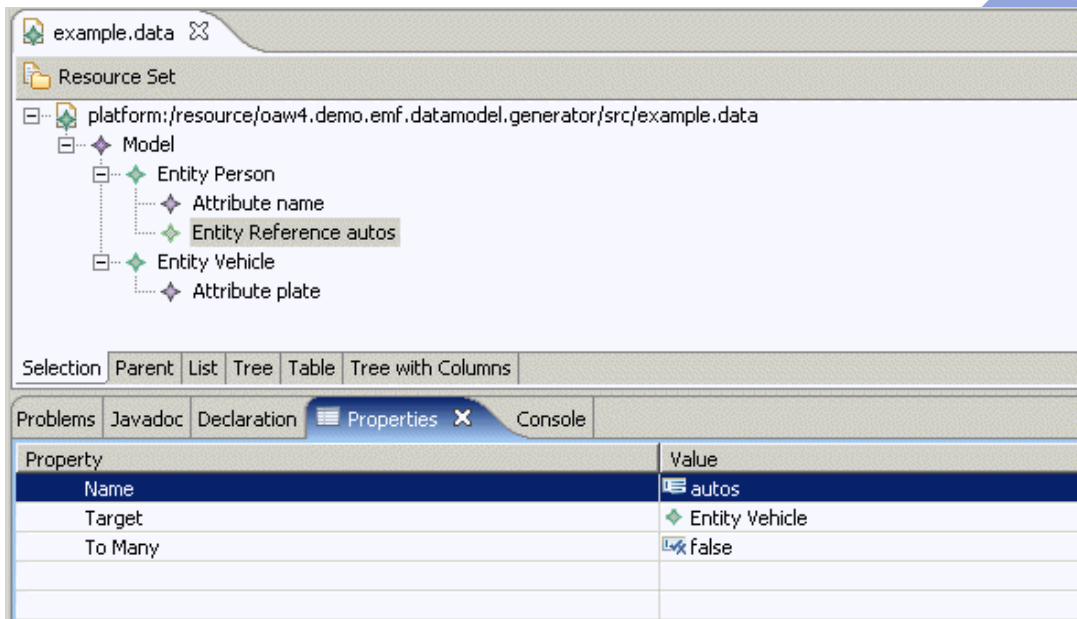 example.data
Resource Set
platform:/resource/oaw4.demo.emf.datamodel.generator/src/example.data
Model
Entity Person
Attribute name
Entity Reference autos
Entity Vehicle
Attribute plate
Selection Parent List Tree Table Tree with Columns
Problems Javadoc Declaration Properties Console
Property Value
Name autos
Target Entity Vehicle
To Many false